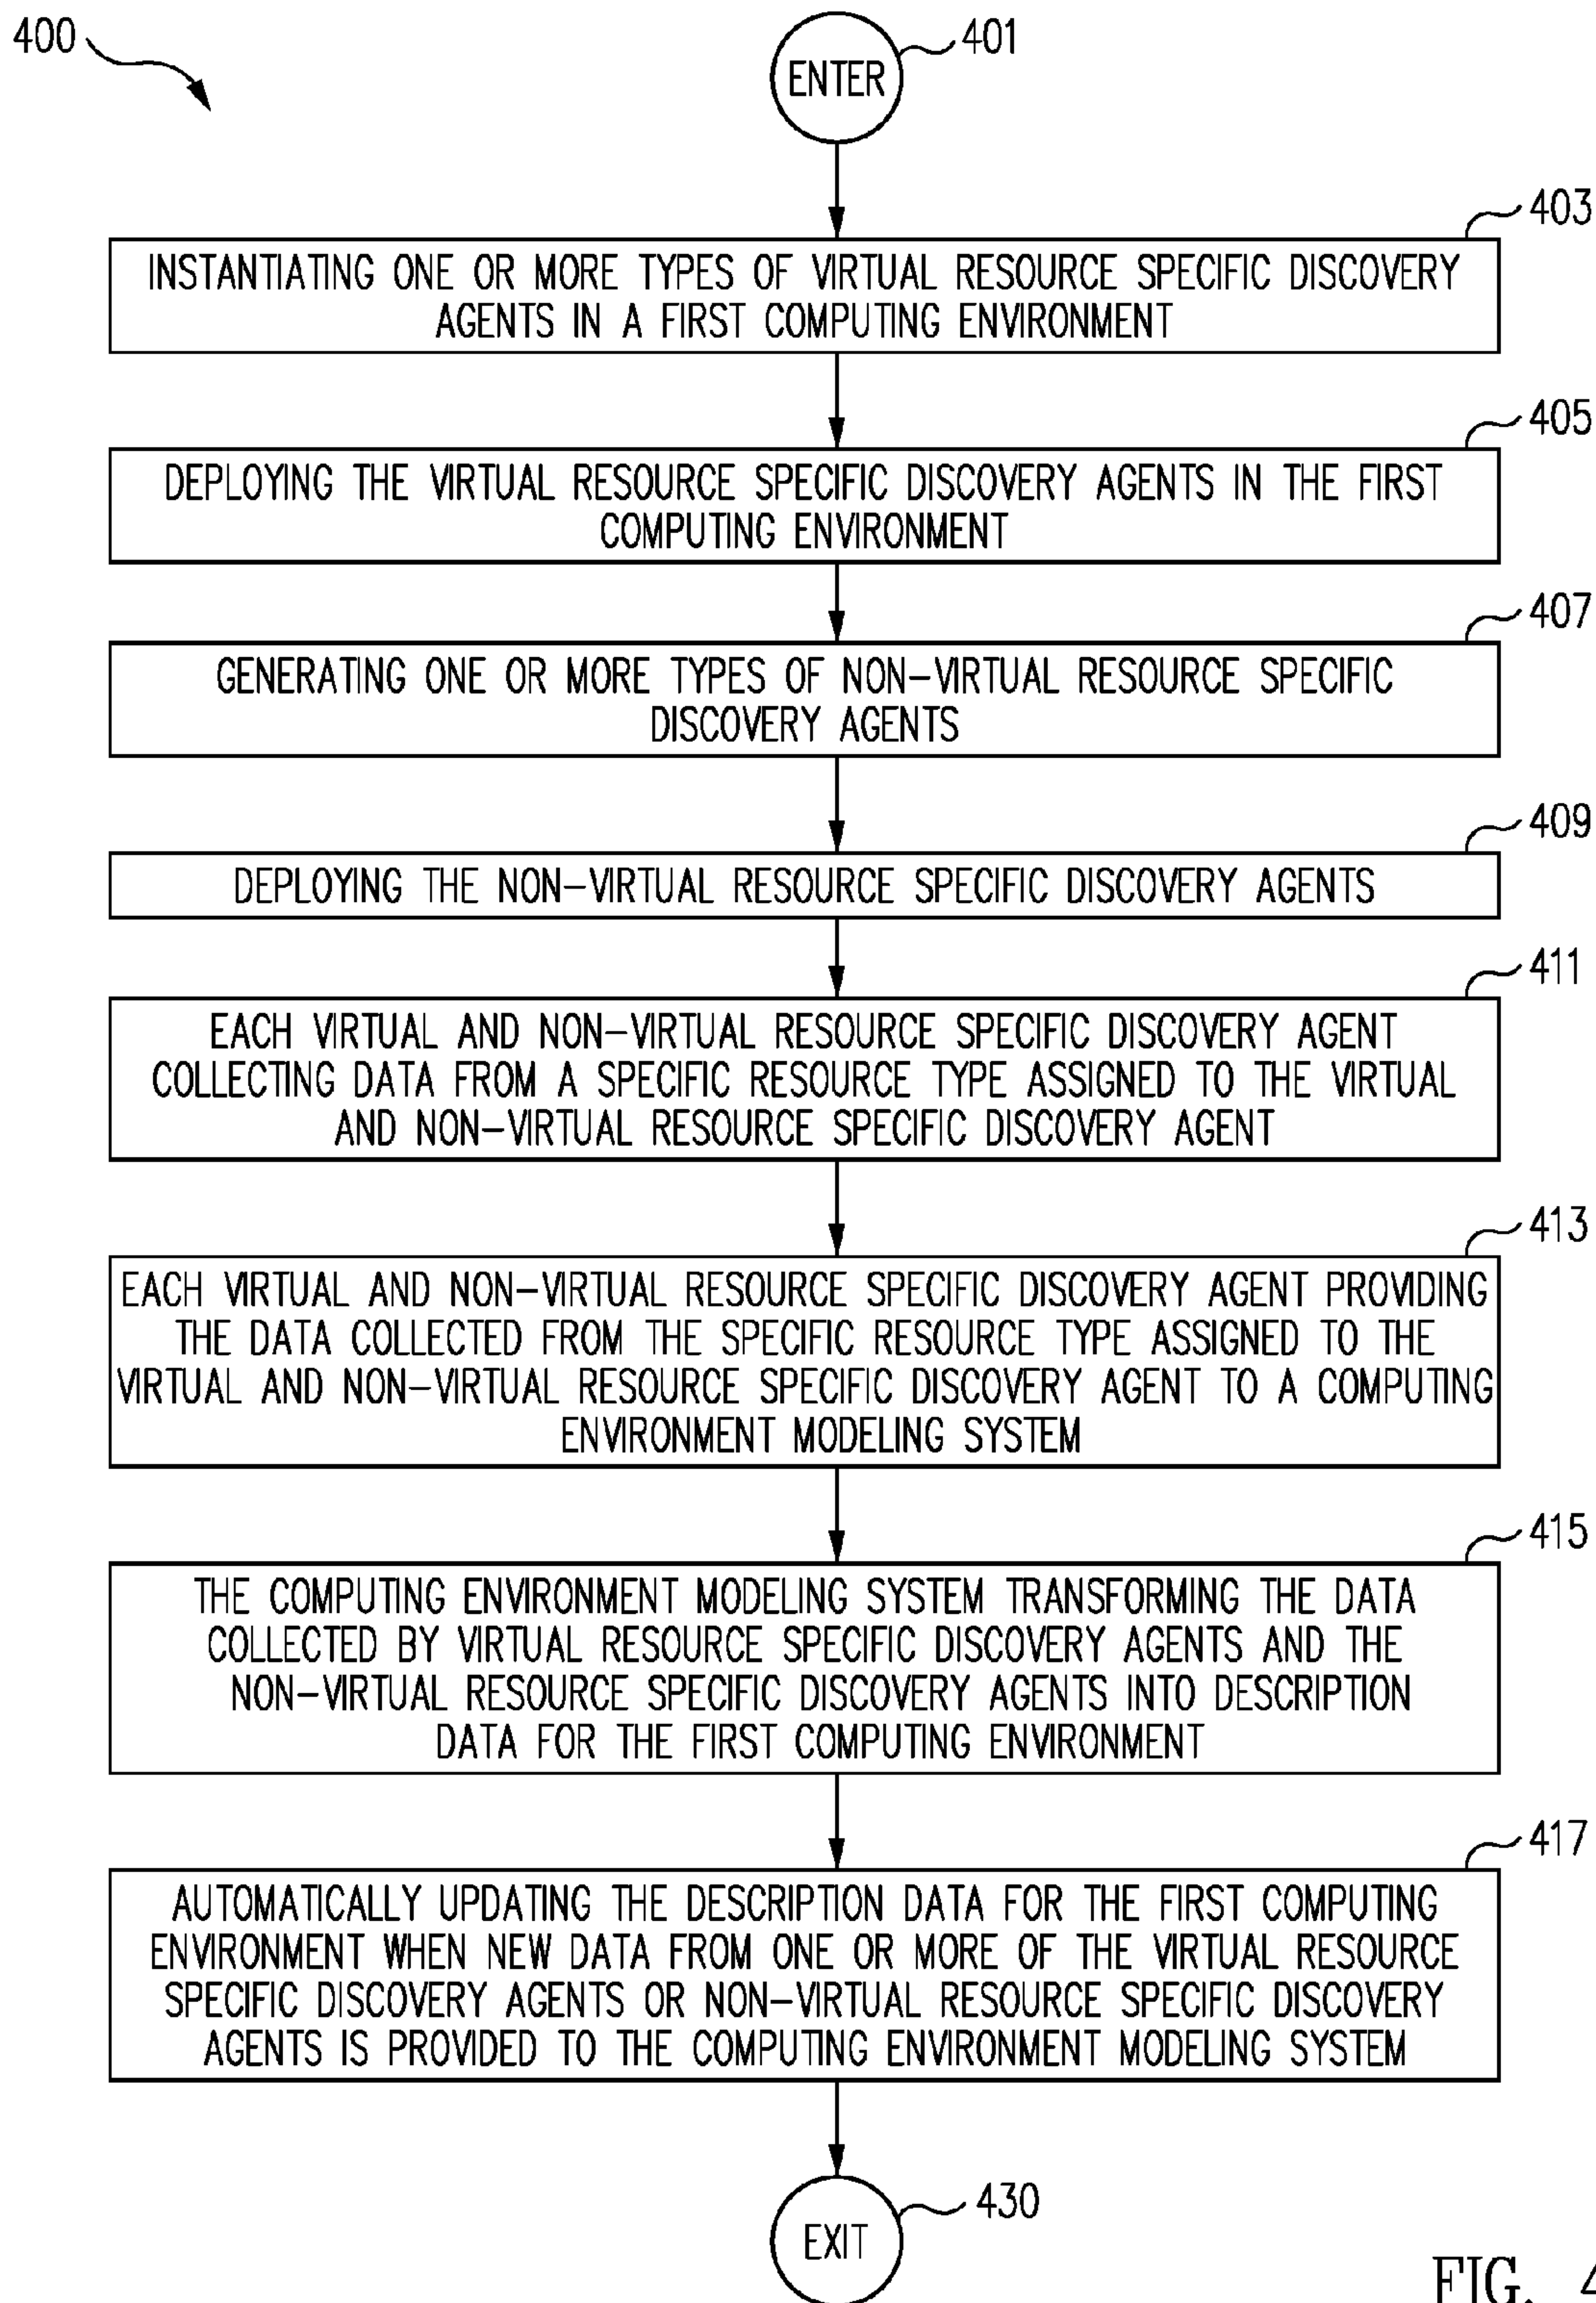 400
401
ENTER
403
INSTANTIATING ONE OR MORE TYPES OF VIRTUAL RESOURCE SPECIFIC DISCOVERY
AGENTS IN A FIRST COMPUTING ENVIRONMENT
405
DEPLOYING THE VIRTUAL RESOURCE SPECIFIC DISCOVERY AGENTS IN THE FIRST
COMPUTING ENVIRONMENT
407
GENERATING ONE OR MORE TYPES OF NON-VIRTUAL RESOURCE SPECIFIC
DISCOVERY AGENTS
409
DEPLOYING THE NON-VIRTUAL RESOURCE SPECIFIC DISCOVERY AGENTS
411
EACH VIRTUAL AND NON-VIRTUAL RESOURCE SPECIFIC DISCOVERY AGENT
COLLECTING DATA FROM A SPECIFIC RESOURCE TYPE ASSIGNED TO THE VIRTUAL
AND NON-VIRTUAL RESOURCE SPECIFIC DISCOVERY AGENT
413
EACH VIRTUAL AND NON-VIRTUAL RESOURCE SPECIFIC DISCOVERY AGENT PROVIDING
THE DATA COLLECTED FROM THE SPECIFIC RESOURCE TYPE ASSIGNED TO THE
VIRTUAL AND NON-VIRTUAL RESOURCE SPECIFIC DISCOVERY AGENT TO A COMPUTING
ENVIRONMENT MODELING SYSTEM
415
THE COMPUTING ENVIRONMENT MODELING SYSTEM TRANSFORMING THE DATA
COLLECTED BY VIRTUAL RESOURCE SPECIFIC DISCOVERY AGENTS AND THE
NON-VIRTUAL RESOURCE SPECIFIC DISCOVERY AGENTS INTO DESCRIPTION
DATA FOR THE FIRST COMPUTING ENVIRONMENT
417
AUTOMATICALLY UPDATING THE DESCRIPTION DATA FOR THE FIRST COMPUTING
ENVIRONMENT WHEN NEW DATA FROM ONE OR MORE OF THE VIRTUAL RESOURCE
SPECIFIC DISCOVERY AGENTS OR NON-VIRTUAL RESOURCE SPECIFIC DISCOVERY
AGENTS IS PROVIDED TO THE COMPUTING ENVIRONMENT MODELING SYSTEM
430
EXIT
FIG. 4